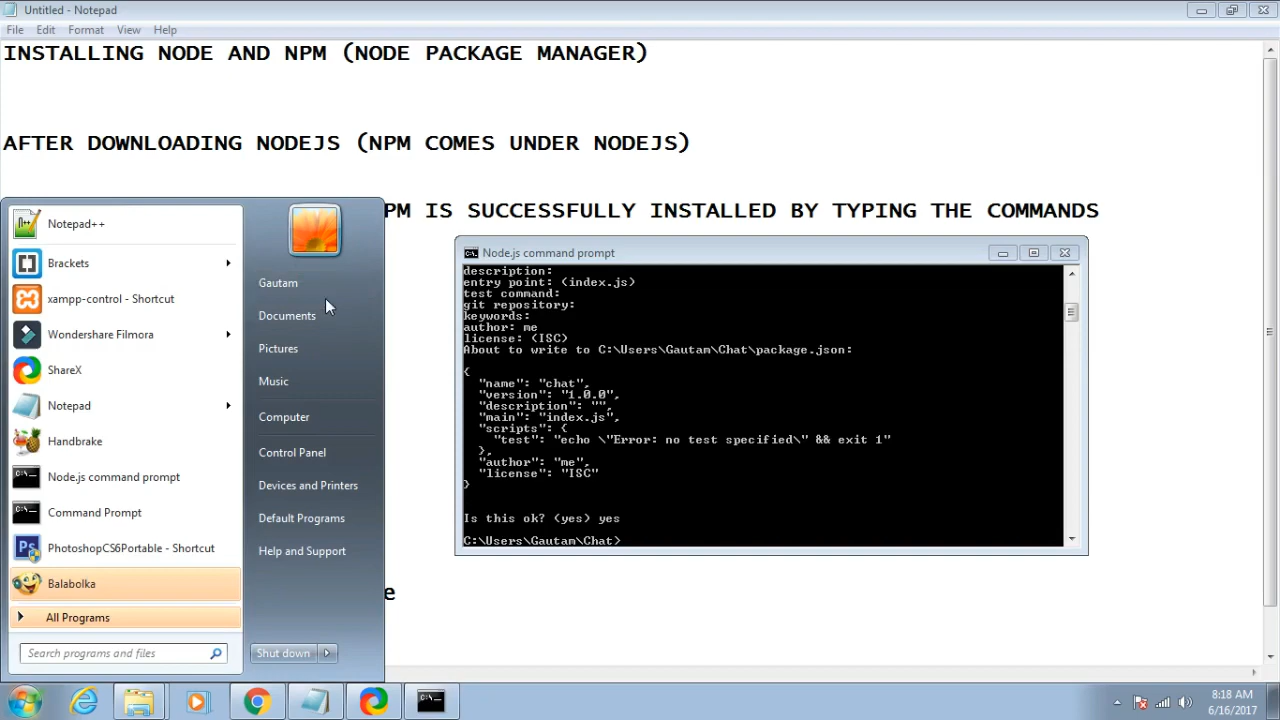 Untitled - Notepad
File Edit Format View Help
INSTALLING NODE AND NPM (NODE PACKAGE MANAGER)
AFTER DOWNLOADING NODEJS (NPM COMES UNDER NODEJS)
PM IS SUCCESSFULLY INSTALLED BY TYPING THE COMMANDS
e
Notepad++
Brackets
xampp-control - Shortcut
Wondershare Filmora
ShareX
Notepad
Handbrake
Node.js command prompt
Command Prompt
PhotoshopCS6Portable - Shortcut
Balabolka
All Programs
Search programs and files
Gautam
Documents
Pictures
Music
Computer
Control Panel
Devices and Printers
Default Programs
Help and Support
Shut down
Node.js command prompt
description:
entry point: (index.js)
test command:
git repository:
keywords:
author: me
license: (ISC)
About to write to C:\Users\Gautam\Chat\package.json:
{
"name": "chat",
"version": "1.0.0",
"description": "",
"main": "index.js",
"scripts": {
"test": "echo \"Error: no test specified\" && exit 1"
},
"author": "me",
"license": "ISC"
}
Is this ok? (yes) yes
C:\Users\Gautam\Chat>
8:18 AM
6/16/2017